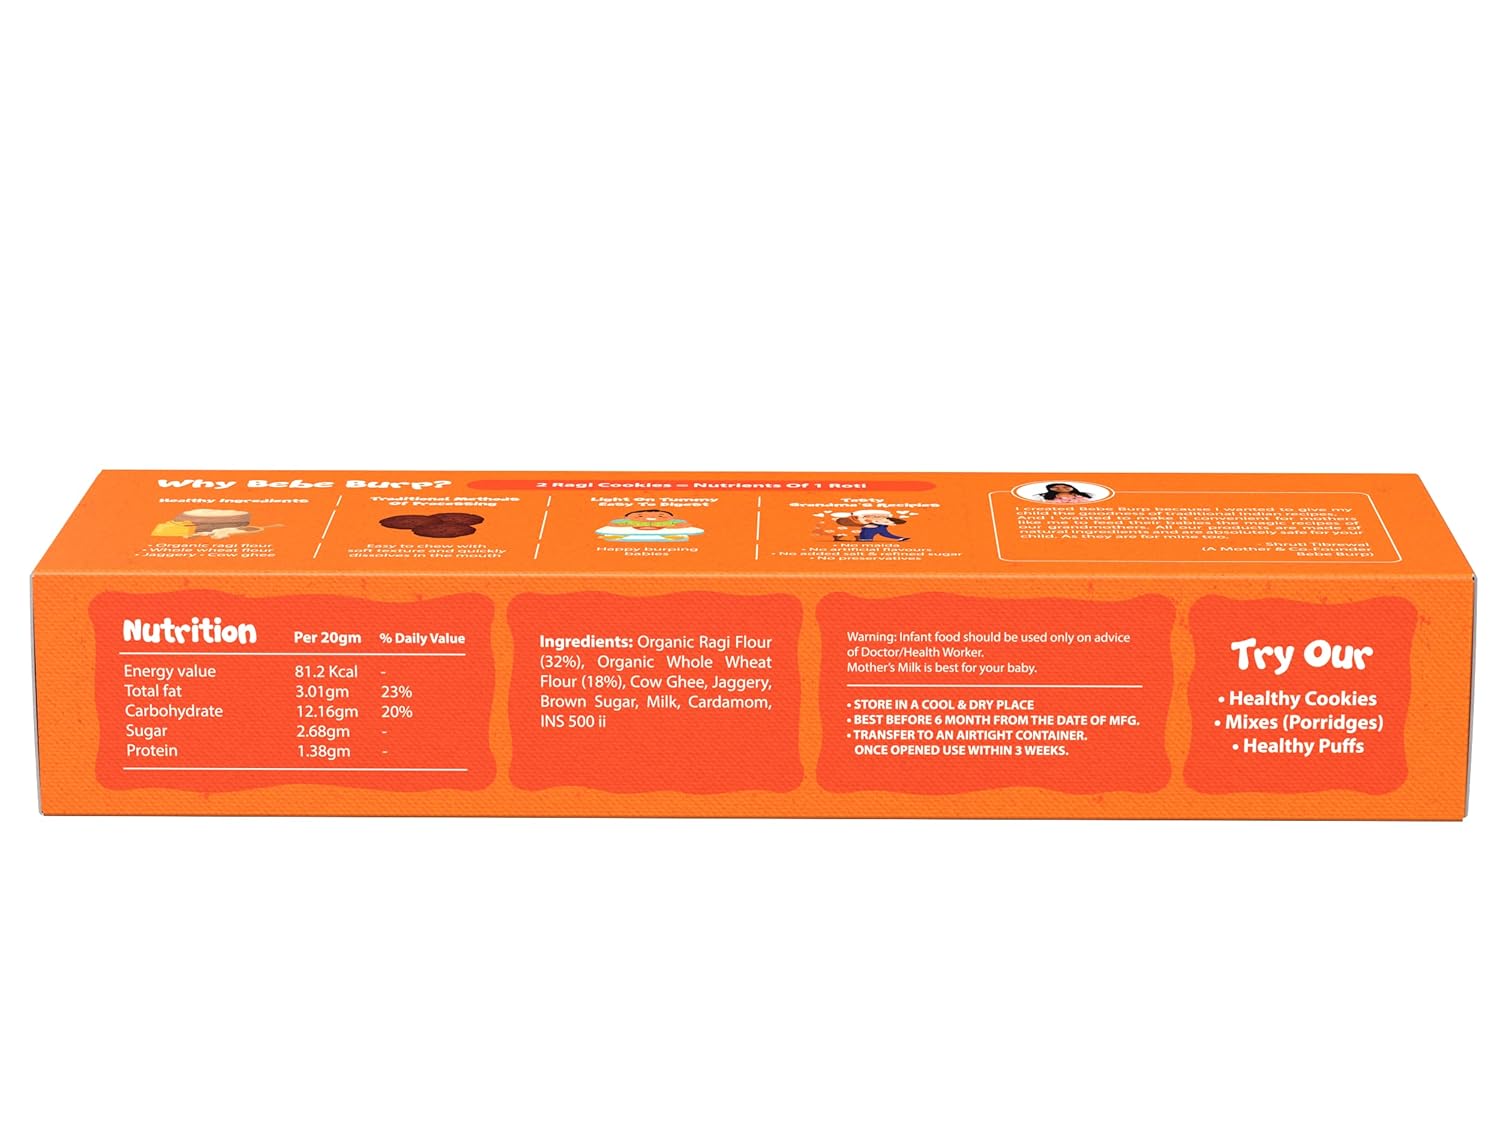 Why Bebe Burp?
2 Ragi Cookies = Nutrients Of 1 Roti
Healthy Ingredients
• Organic ragi flour
• Whole wheat flour
• Jaggery • Cow ghee
Traditional Methods
Of Processing
Easy to chew with
soft texture and quickly
dissolves in the mouth
Light On Tummy
Easy To Digest
Happy burping
babies
Tasty
Grandma's Recipies
• No maida
• No artificial flavours
• No added salt & refined sugar
• No preservatives
I created Bebe Burp because I wanted to give my
child the goodness of traditional Indian recipes.
And I wanted to make it convenient for mothers
like me to feed their babies the magic recipes of
our grandmothers. All our products are made of
natural ingredients and are absolutely safe for your
child. As they are for mine too.
- Shruti Tibrewal
(A Mother & Co-Founder
Bebe Burp)
Nutrition Per 20gm % Daily Value
Energy value 81.2 Kcal -
Total fat 3.01gm 23%
Carbohydrate 12.16gm 20%
Sugar 2.68gm -
Protein 1.38gm -
Ingredients: Organic Ragi Flour
(32%), Organic Whole Wheat
Flour (18%), Cow Ghee, Jaggery,
Brown Sugar, Milk, Cardamom,
INS 500 ii
Warning: Infant food should be used only on advice
of Doctor/Health Worker.
Mother's Milk is best for your baby.
• STORE IN A COOL & DRY PLACE
• BEST BEFORE 6 MONTH FROM THE DATE OF MFG.
• TRANSFER TO AN AIRTIGHT CONTAINER.
ONCE OPENED USE WITHIN 3 WEEKS.
Try Our
• Healthy Cookies
• Mixes (Porridges)
• Healthy Puffs